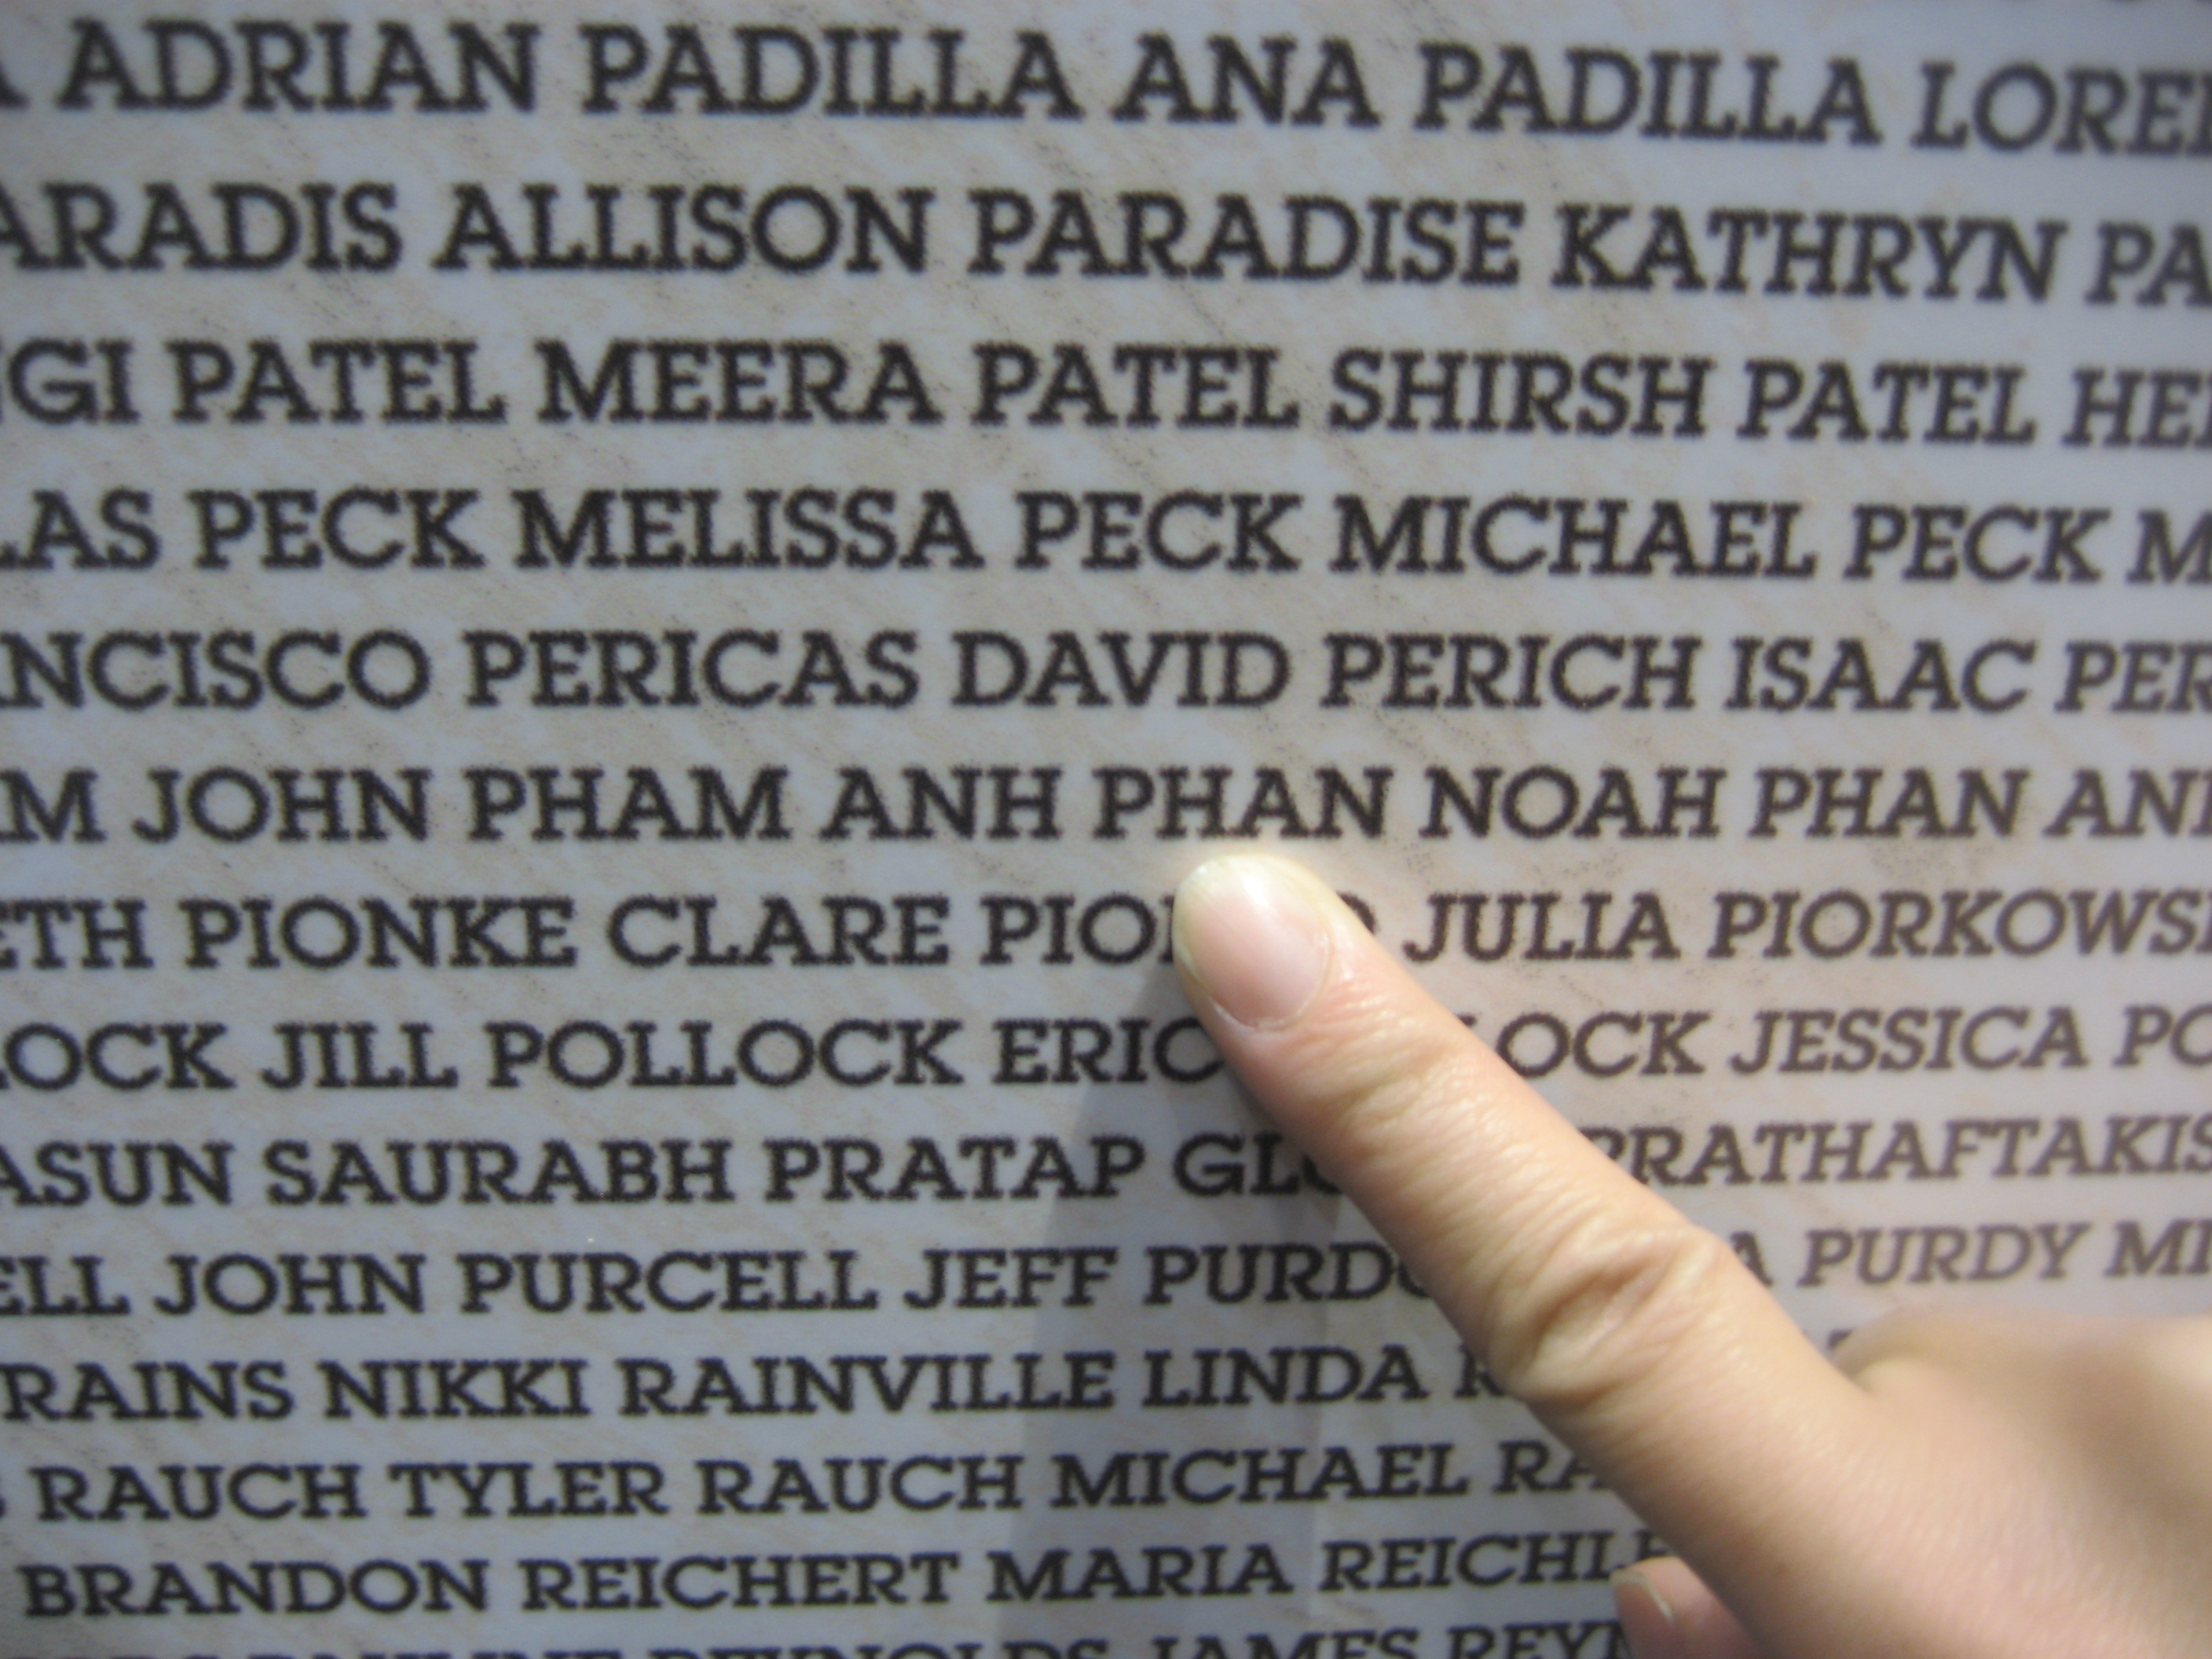 ADRIAN PADILLA ANA PADILLA
ALLISON PARADISE KATHRYN
PATEL MEERA PATEL SHIRSH PATEL
PECK MELISSA PECK MICHAEL PECK
PERICAS DAVID PERICH ISAAC
JOHN PHAM ANH PHAN NOAH PHAN
PIONKE CLARE JULIA
JILL POLLOCK JESSICA
SAURABH PRATAP
JOHN PURCELL JEFF PURDY
RAINS NIKKI RAINVILLE LINDA
RAUCH TYLER RAUCH MICHAEL
BRANDON REICHERT MARIA
REYNOLDS JAMES